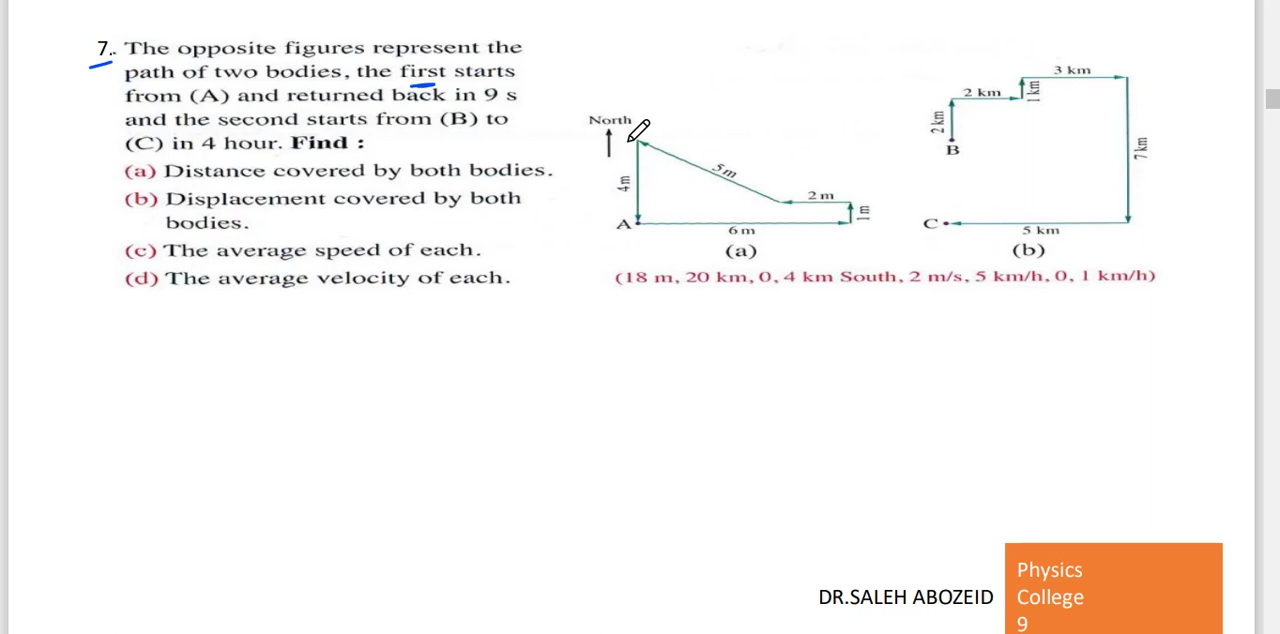 7.. The opposite figures represent the
path of two bodies, the first starts
from (A) and returned back in 9 s
and the second starts from (B) to
(C) in 4 hour. Find :
(a) Distance covered by both bodies.
(b) Displacement covered by both
bodies.
(c) The average speed of each.
(d) The average velocity of each.
North
4 m
5 m
2 m
1 m
A
6 m
(a)
3 km
2 km
1 km
2 km
B
7 km
C
5 km
(b)
(18 m, 20 km, 0, 4 km South, 2 m/s, 5 km/h, 0, 1 km/h)
DR.SALEH ABOZEID
Physics
College
9